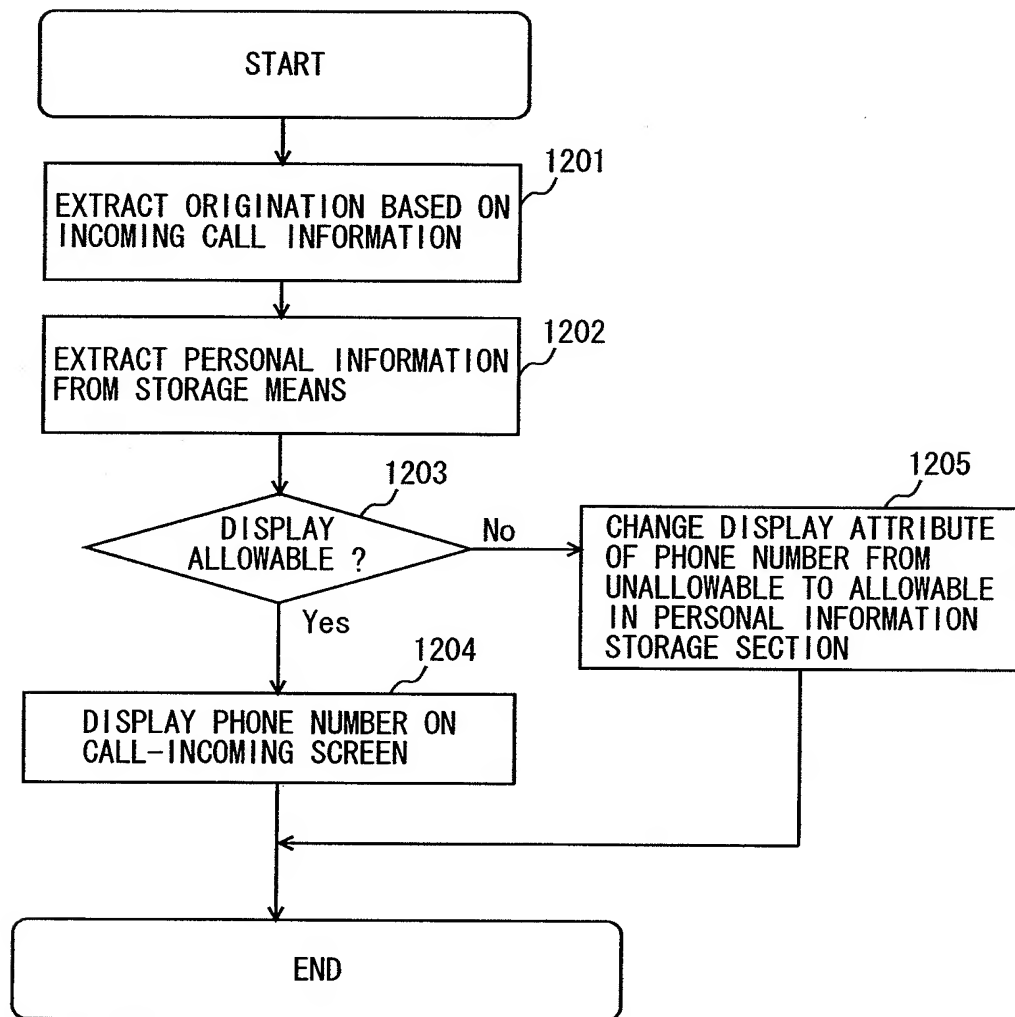 START
1201
EXTRACT ORIGINATION BASED ON
INCOMING CALL INFORMATION
1202
EXTRACT PERSONAL INFORMATION
FROM STORAGE MEANS
1203
DISPLAY
ALLOWABLE ?
No
Yes
1205
CHANGE DISPLAY ATTRIBUTE
OF PHONE NUMBER FROM
UNALLOWABLE TO ALLOWABLE
IN PERSONAL INFORMATION
STORAGE SECTION
1204
DISPLAY PHONE NUMBER ON
CALL-INCOMING SCREEN
END